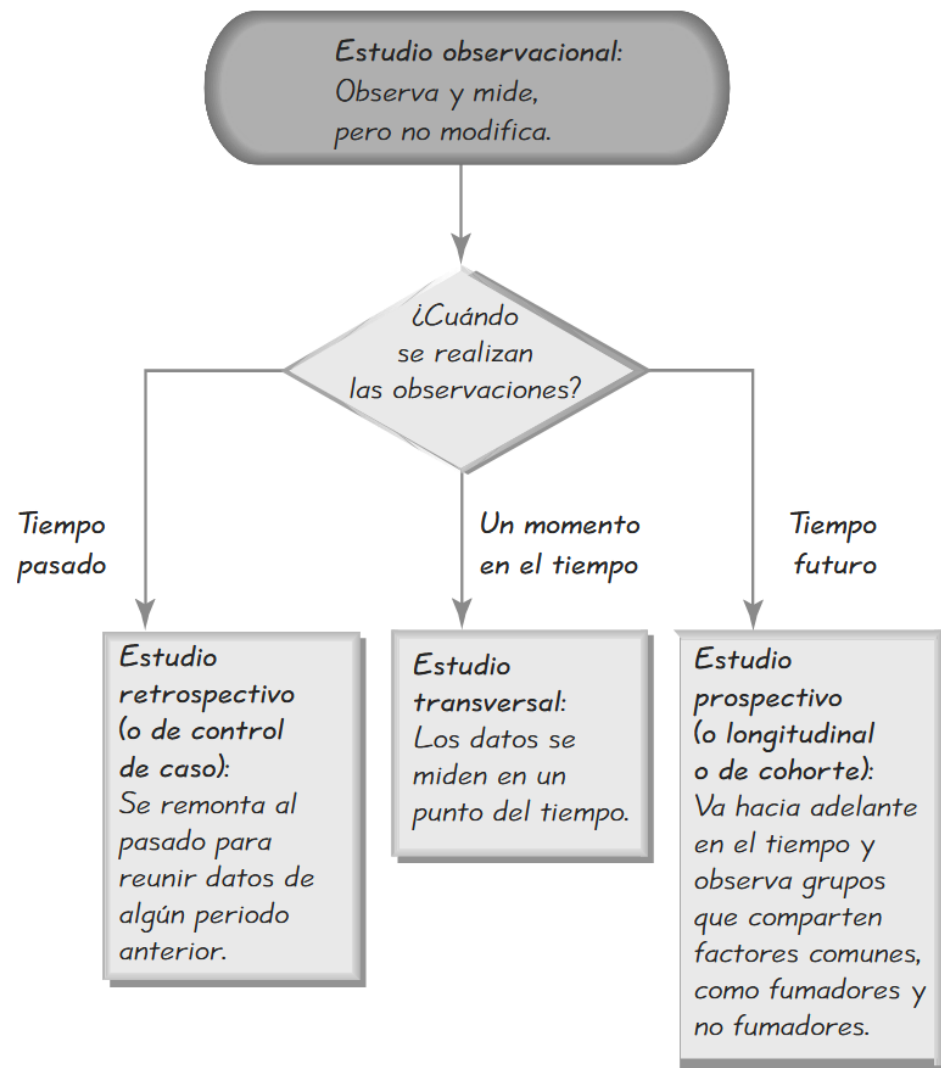 Estudio observacional:
Observa y mide,
pero no modifica.
¿Cuándo
se realizan
las observaciones?
Tiempo
pasado
Un momento
en el tiempo
Tiempo
futuro
Estudio
retrospectivo
(o de control
de caso):
Se remonta al
pasado para
reunir datos de
algún periodo
anterior.
Estudio
transversal:
Los datos se
miden en un
punto del tiempo.
Estudio
prospectivo
(o longitudinal
o de cohorte):
Va hacia adelante
en el tiempo y
observa grupos
que comparten
factores comunes,
como fumadores y
no fumadores.